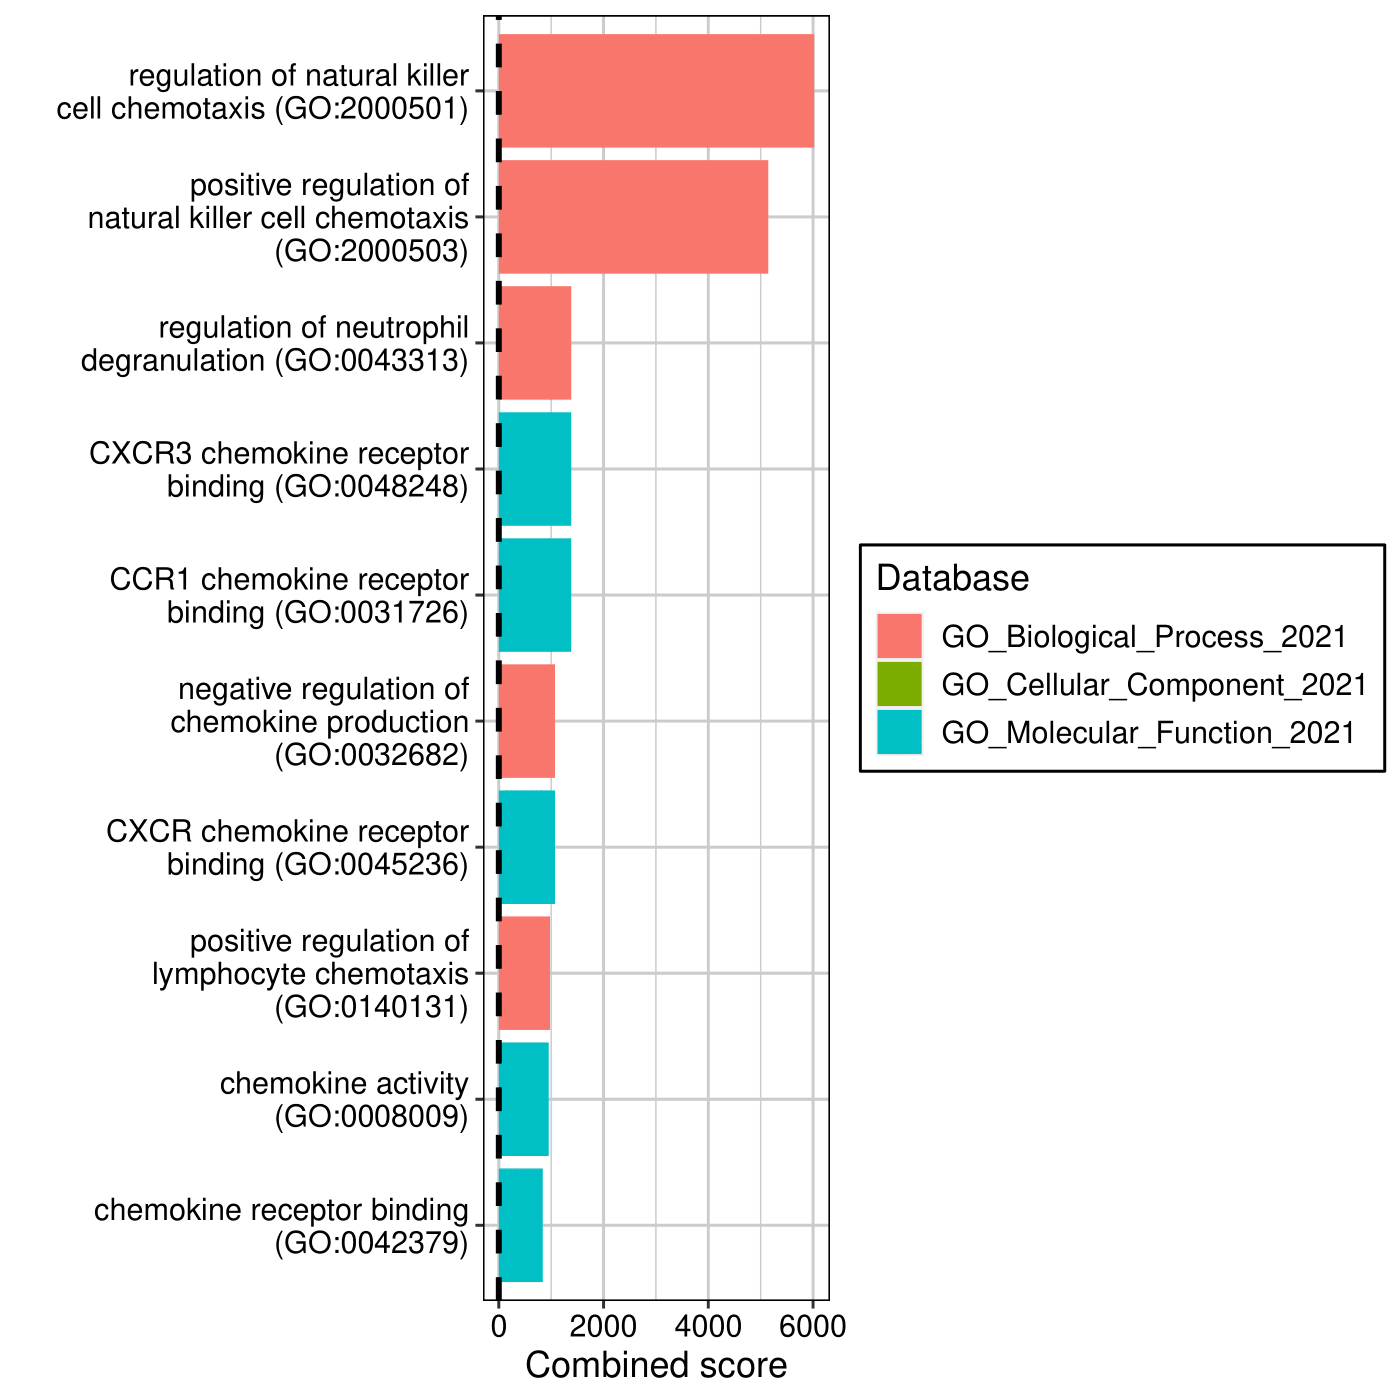 regulation of natural killer
cell chemotaxis (GO:2000501)
positive regulation of
natural killer cell chemotaxis
(GO:2000503)
regulation of neutrophil
degranulation (GO:0043313)
CXCR3 chemokine receptor
binding (GO:0048248)
CCR1 chemokine receptor
binding (GO:0031726)
negative regulation of
chemokine production
(GO:0032682)
CXCR chemokine receptor
binding (GO:0045236)
positive regulation of
lymphocyte chemotaxis
(GO:0140131)
chemokine activity
(GO:0008009)
chemokine receptor binding
(GO:0042379)
0 2000 4000 6000
Combined score
Database
GO_Biological_Process_2021
GO_Cellular_Component_2021
GO_Molecular_Function_2021